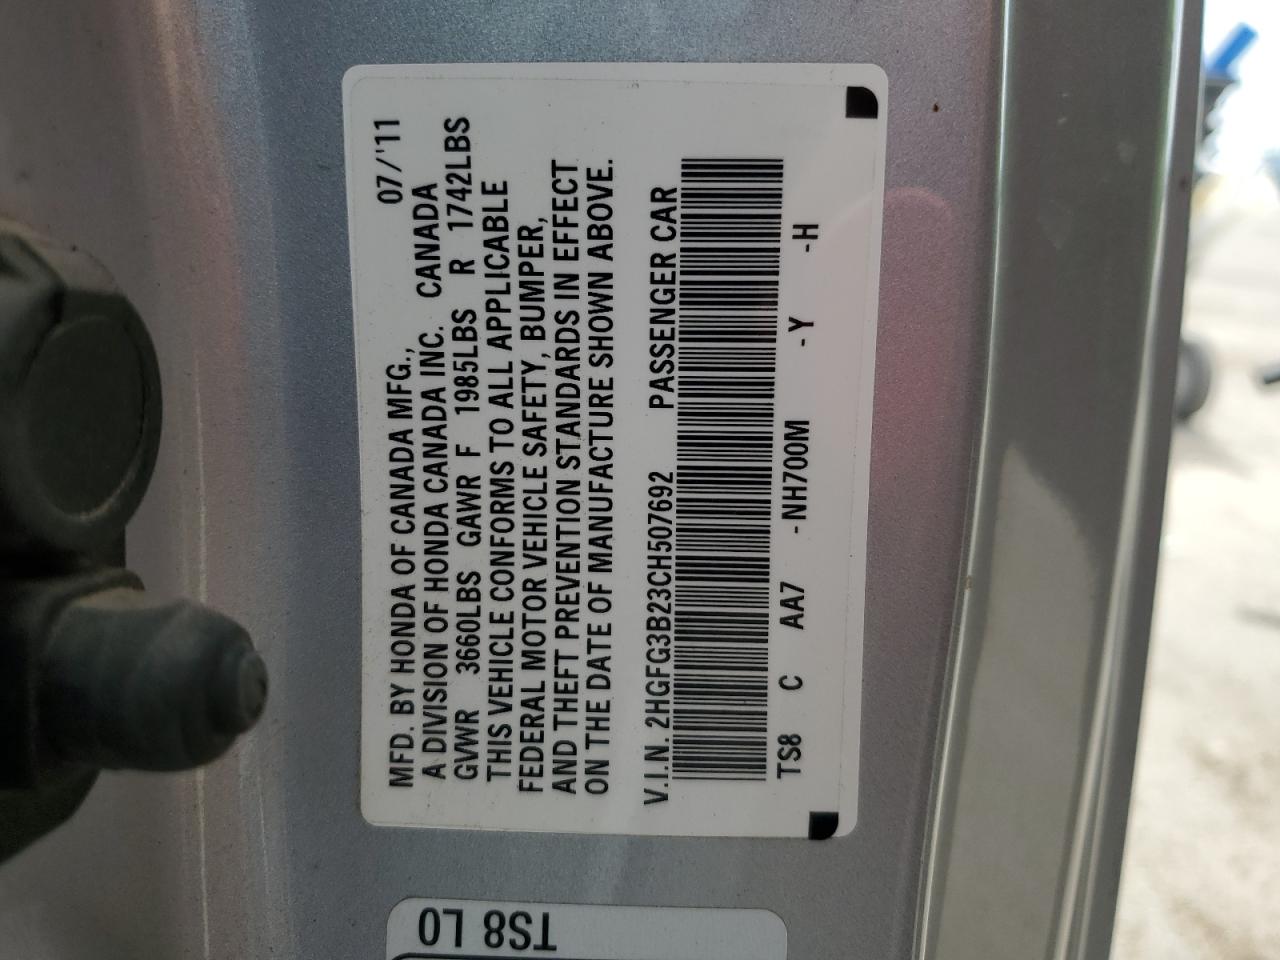 MFD. BY HONDA OF CANADA MFG., 07/'11
A DIVISION OF HONDA CANADA INC. CANADA
GVWR 3660LBS GAWR F 1985LBS R 1742LBS
THIS VEHICLE CONFORMS TO ALL APPLICABLE
FEDERAL MOTOR VEHICLE SAFETY, BUMPER,
AND THEFT PREVENTION STANDARDS IN EFFECT
ON THE DATE OF MANUFACTURE SHOWN ABOVE.
V.I.N. 2HGFG3B23CH507692 PASSENGER CAR
TS8 C AA7 -NH700M -Y -H
TS8 LO